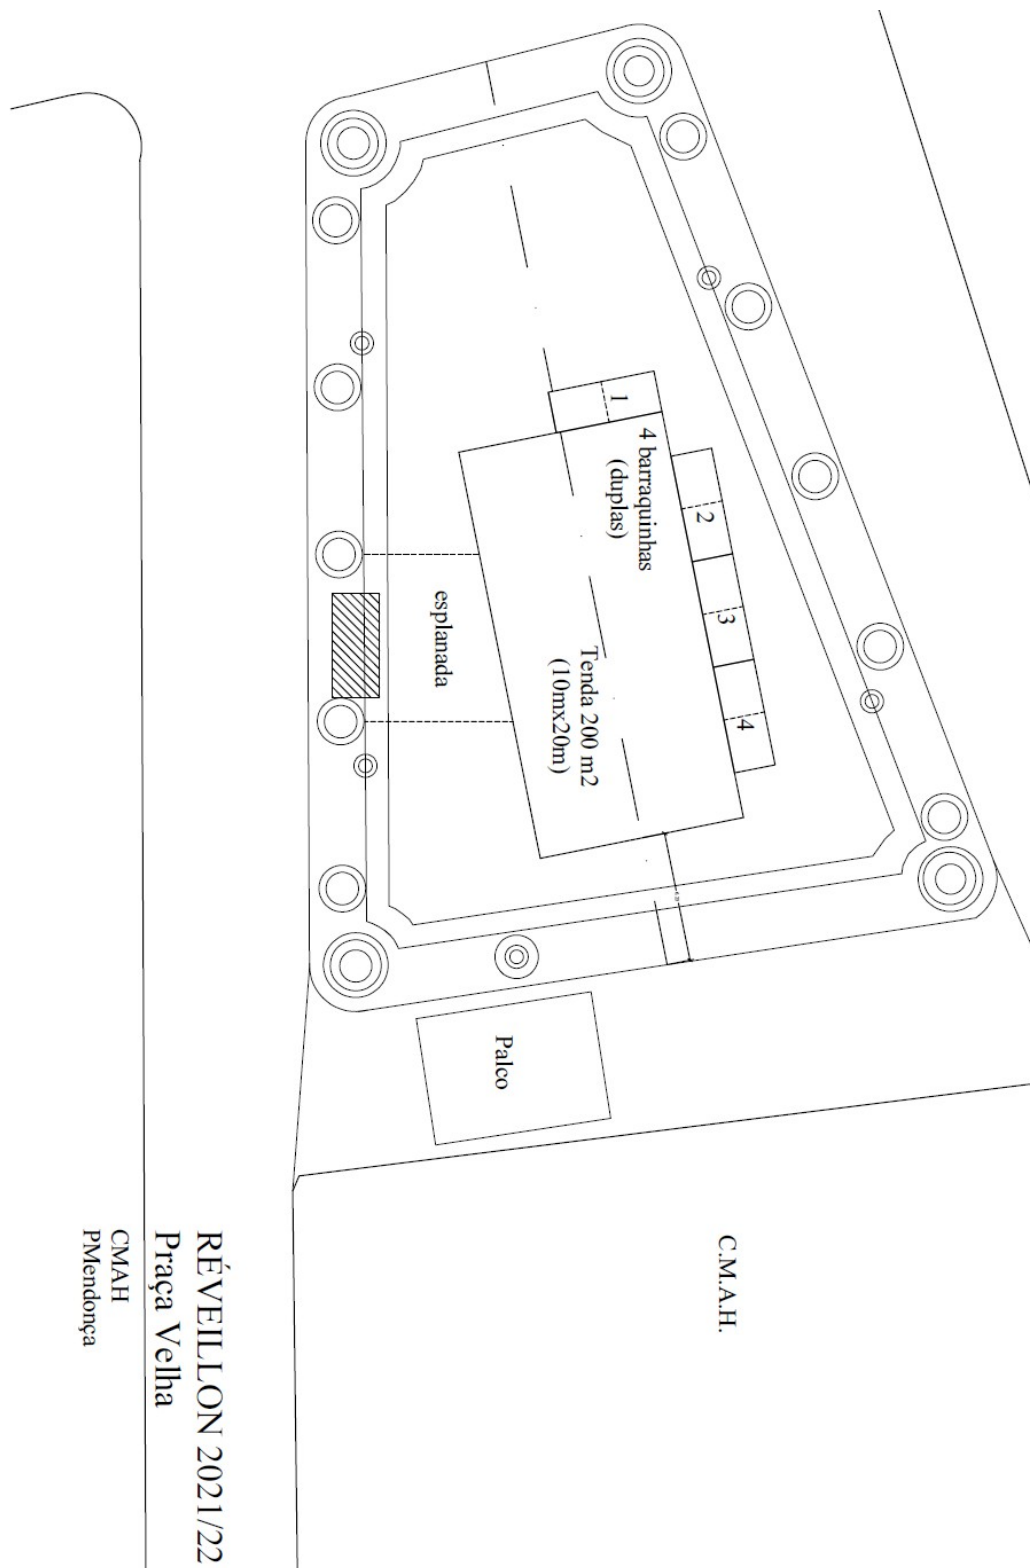 1
4 barraquinhas
(duplas)
2
3
4
Tenda 200 m2
(10mx20m)
esplanada
Palco
C.M.A.H.
RÉVEILLON 2021/22
Praça Velha
CMAH
PMendonça